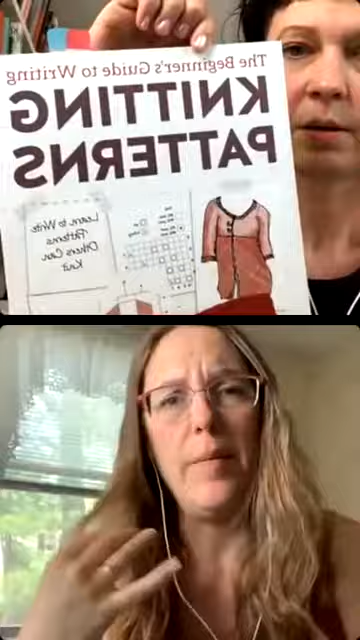 The Beginner's Guide to Writing
KNITTING
PATTERNS
Learn to Write
Patterns
Others Can
Knit